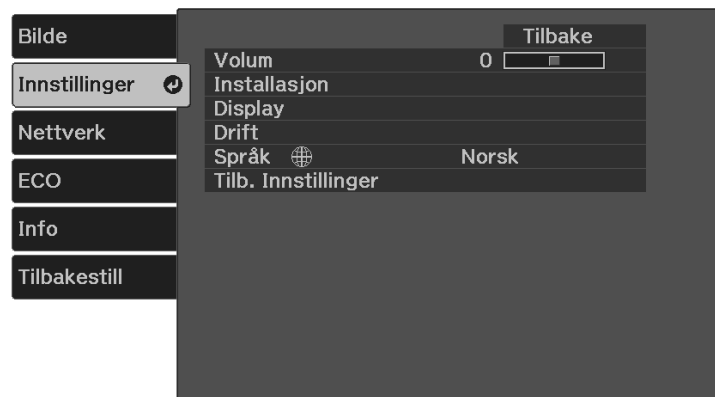 Bilde
Innstillinger
Nettverk
ECO
Info
Tilbakestill
Tilbake
Volum 0
Installasjon
Display
Drift
Språk Norsk
Tilb. Innstillinger